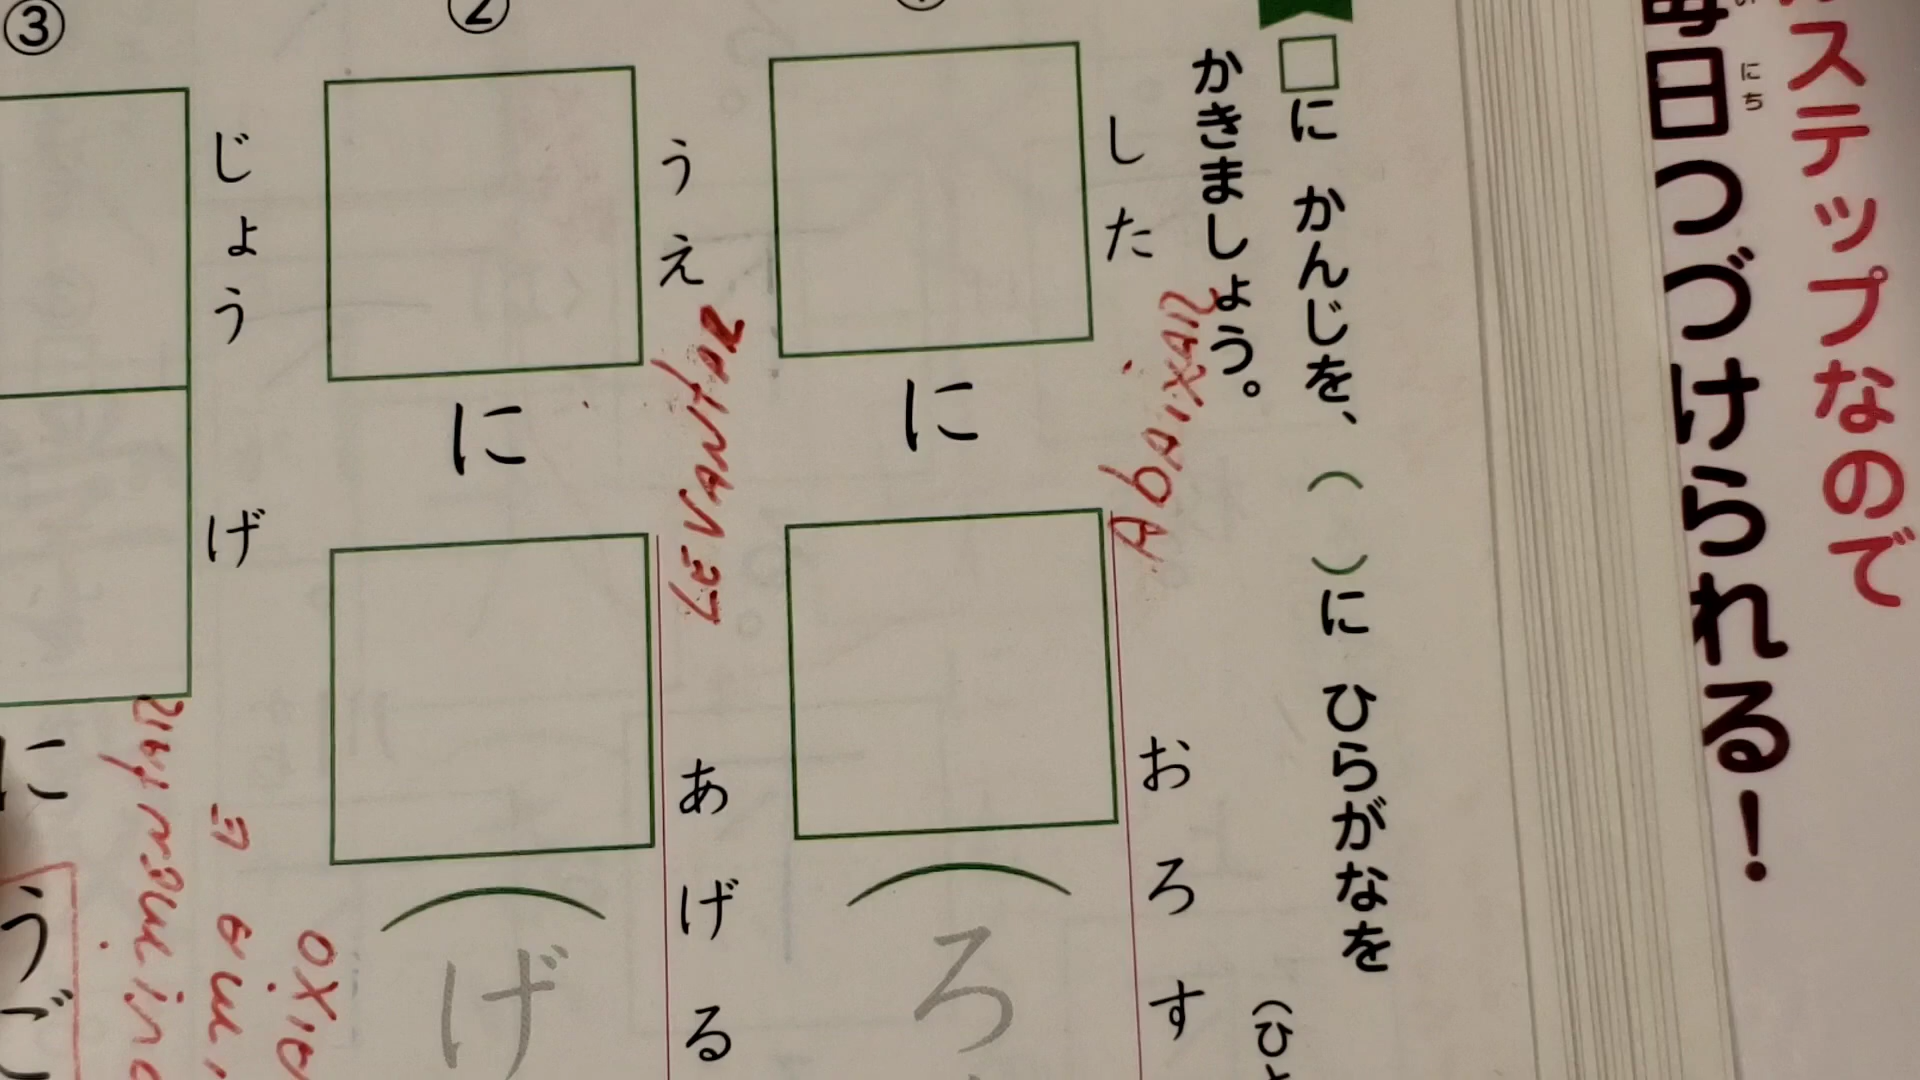 ステップなので
毎日つづけられる!
にち
□に かんじを、( )に ひらがなを
かきましょう。
した
おろす
Abaixar
に
ろ
②
うえ
あげる
LEVANTAR
に
げ
③
じょう
げ
に
うご